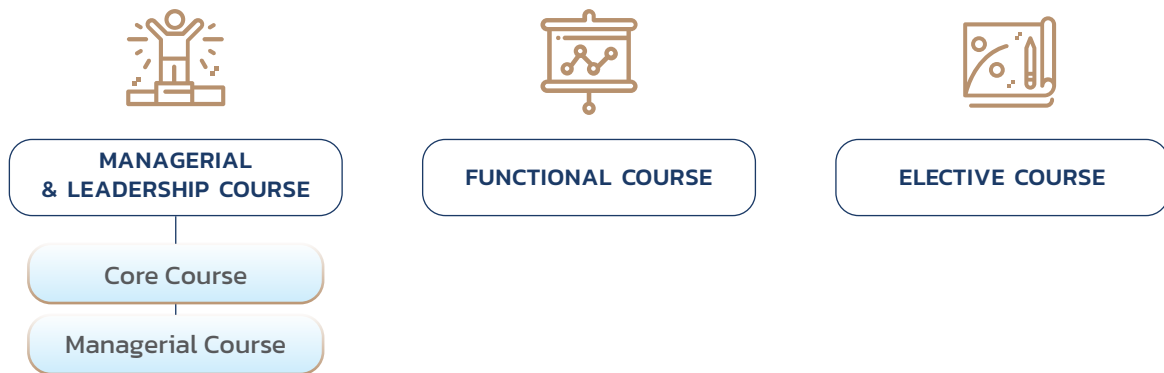 MANAGERIAL
& LEADERSHIP COURSE
FUNCTIONAL COURSE
ELECTIVE COURSE
Core Course
Managerial Course